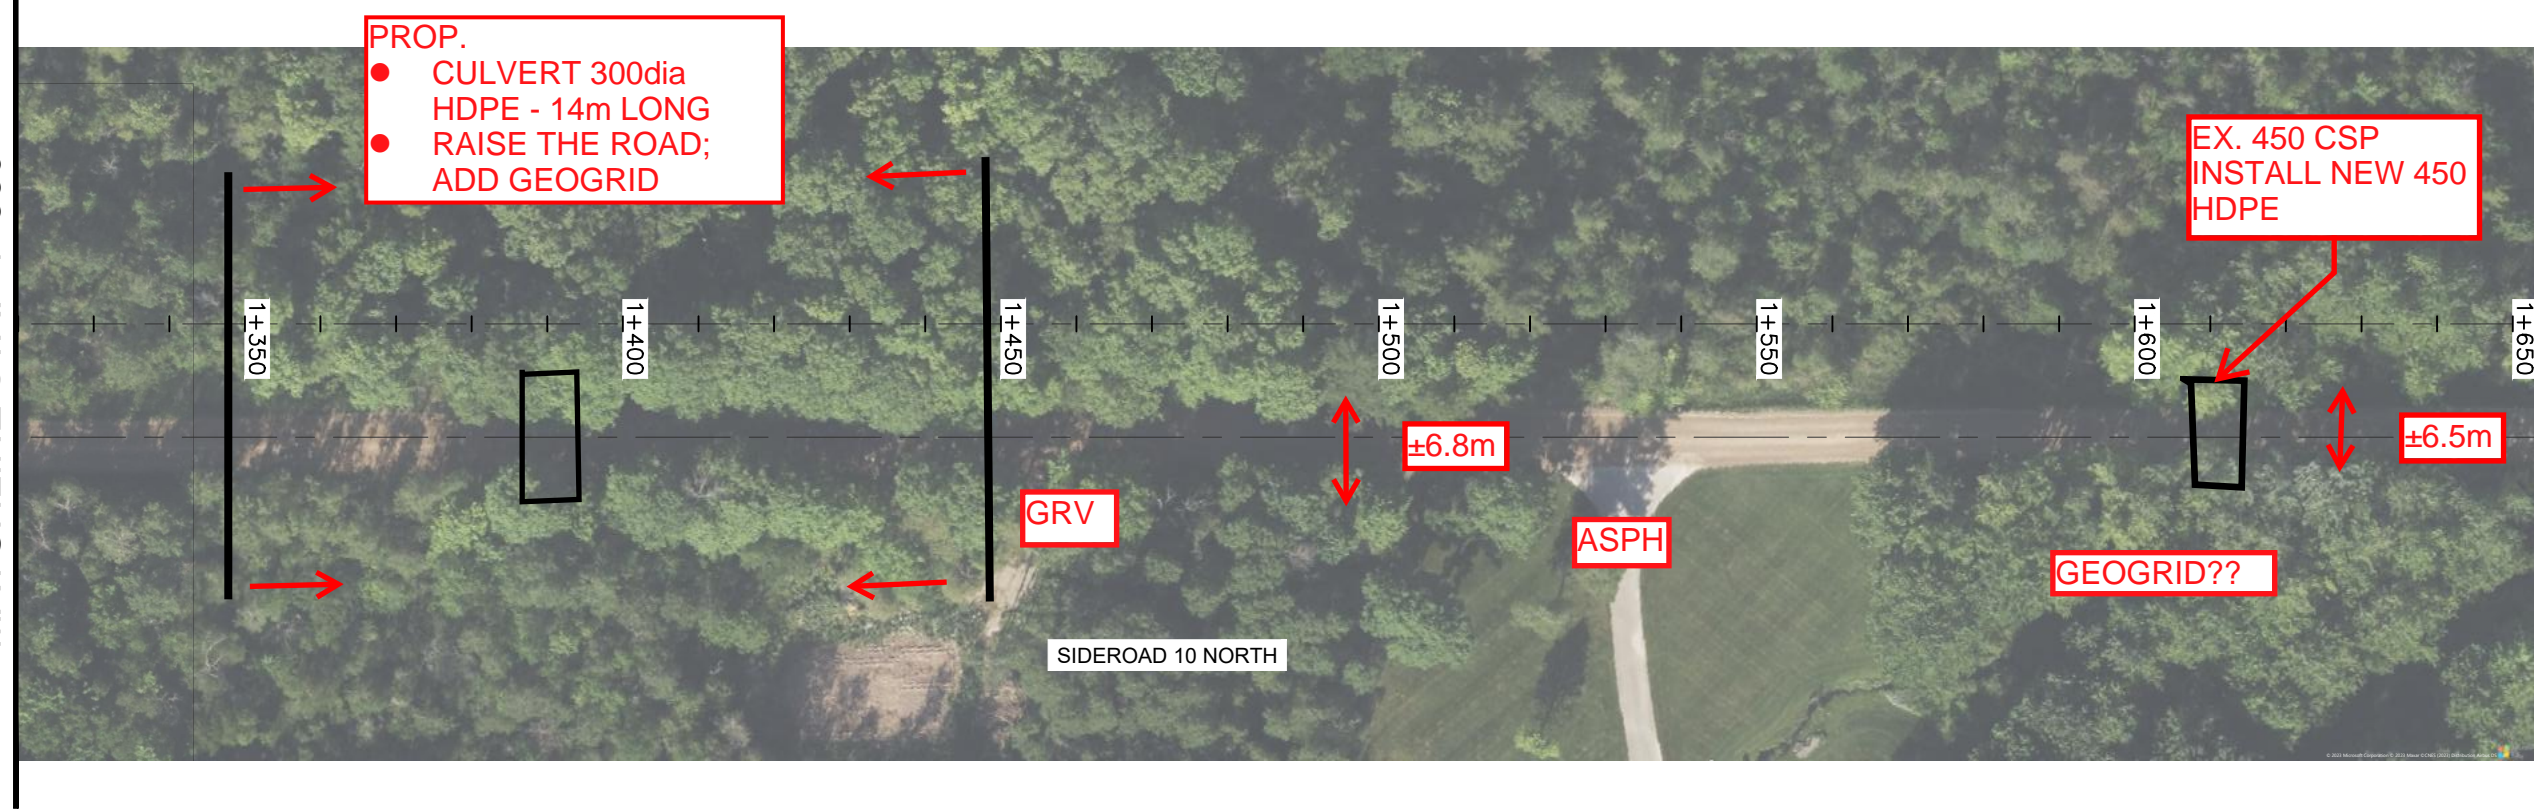 PROP.
● CULVERT 300dia
HDPE - 14m LONG
● RAISE THE ROAD;
ADD GEOGRID
EX. 450 CSP
INSTALL NEW 450
HDPE
1+350
1+400
1+450
1+500
1+550
1+600
1+650
±6.8m
±6.5m
GRV
ASPH
GEOGRID??
SIDEROAD 10 NORTH